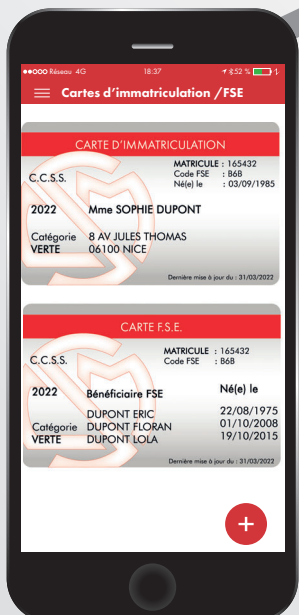 ●●○○○ Réseau 4G 18:37 52 %
Cartes d'immatriculation /FSE
CARTE D'IMMATRICULATION
C.C.S.S.
MATRICULE : 165432
Code FSE : B6B
Né(e) le : 03/09/1985
2022 Mme SOPHIE DUPONT
Catégorie 8 AV JULES THOMAS
VERTE 06100 NICE
Dernière mise à jour du : 31/03/2022
CARTE F.S.E.
C.C.S.S.
MATRICULE : 165432
Code FSE : B6B
2022 Bénéficiaire FSE Né(e) le
DUPONT ERIC 22/08/1975
Catégorie DUPONT FLORAN 01/10/2008
VERTE DUPONT LOLA 19/10/2015
Dernière mise à jour du : 31/03/2022
+